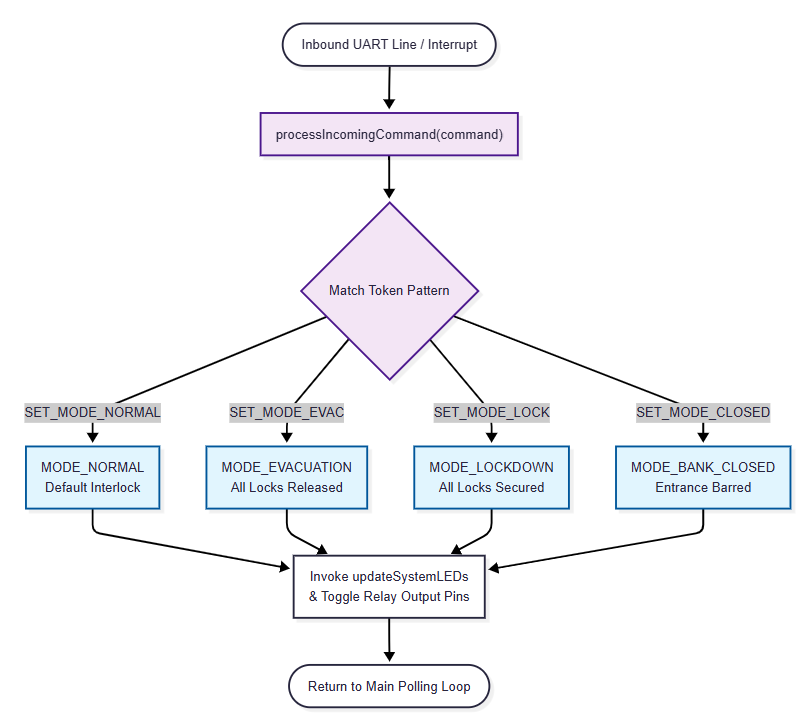 Inbound UART Line / Interrupt
processIncomingCommand(command)
Match Token Pattern
SET_MODE_NORMAL
SET_MODE_EVAC
SET_MODE_LOCK
SET_MODE_CLOSED
MODE_NORMAL
Default Interlock
MODE_EVACUATION
All Locks Released
MODE_LOCKDOWN
All Locks Secured
MODE_BANK_CLOSED
Entrance Barred
Invoke updateSystemLEDs
& Toggle Relay Output Pins
Return to Main Polling Loop